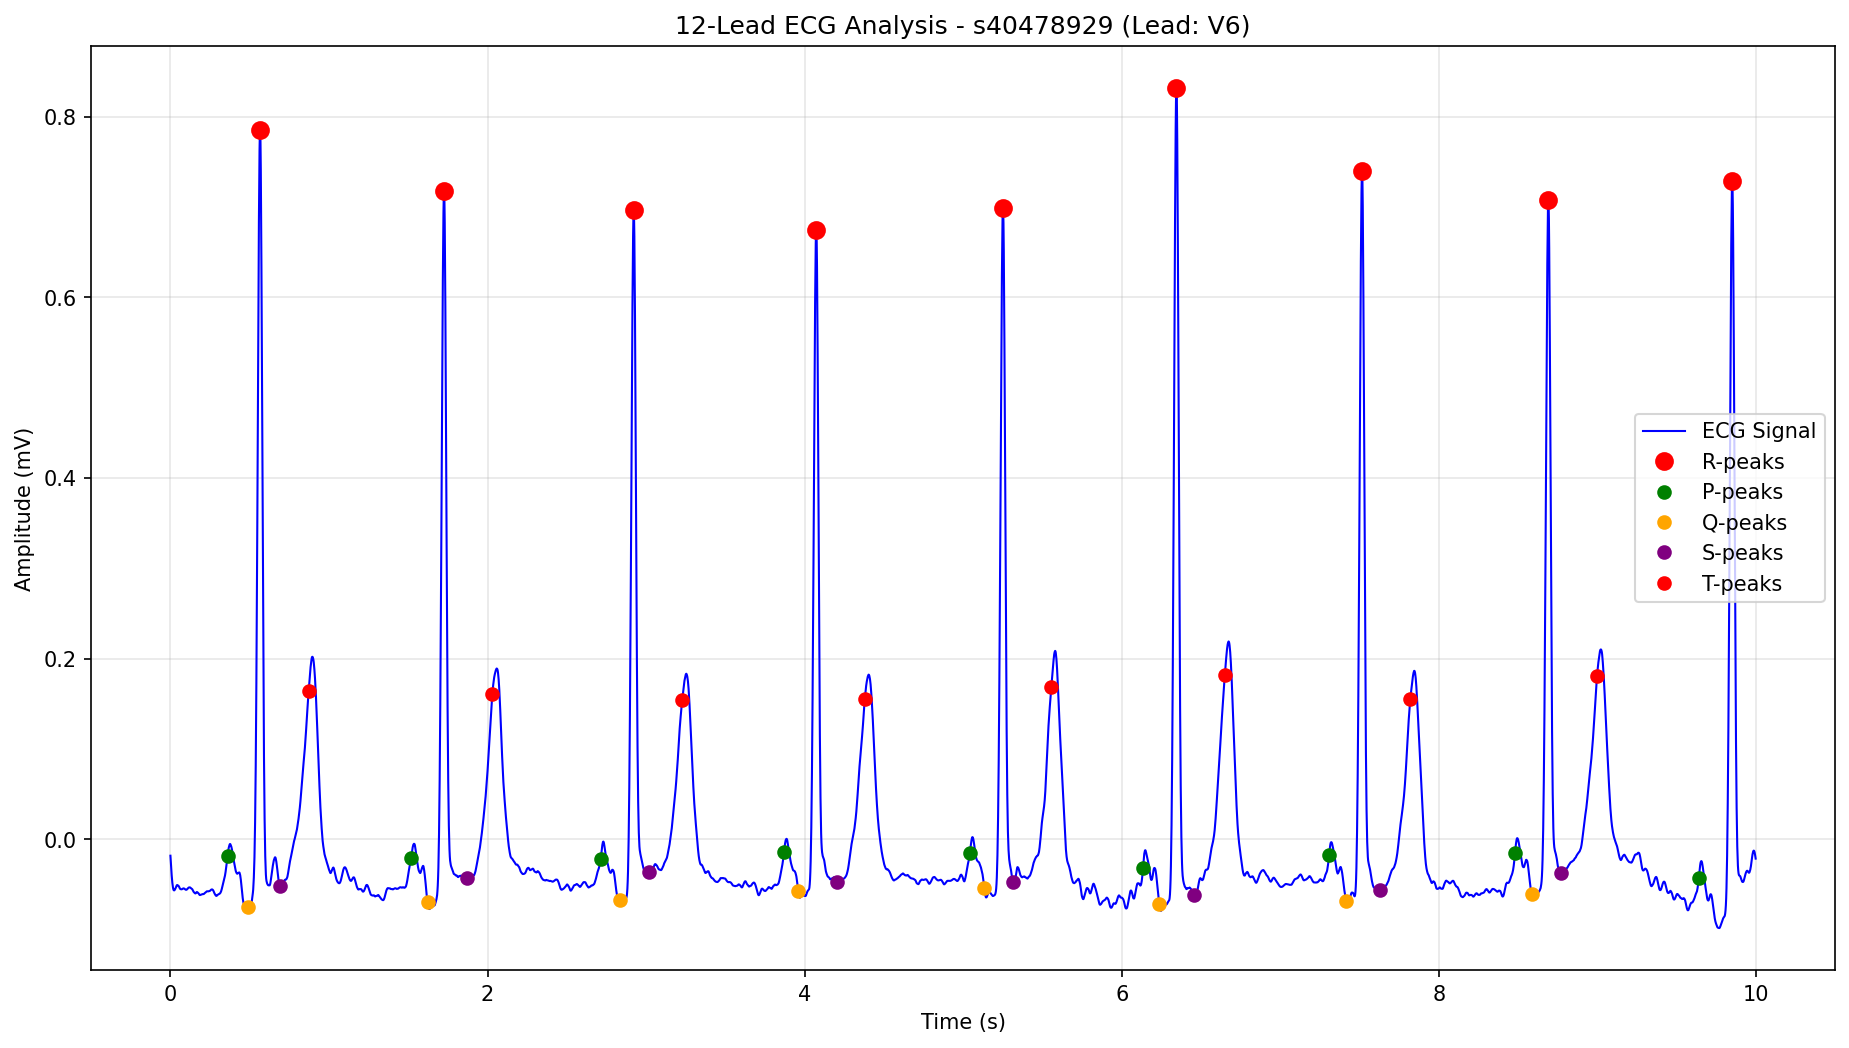 12-Lead ECG Analysis - s40478929 (Lead: V6)
Amplitude (mV)
0.8
0.6
0.4
0.2
0.0
ECG Signal
R-peaks
P-peaks
Q-peaks
S-peaks
T-peaks
0 2 4 6 8 10
Time (s)